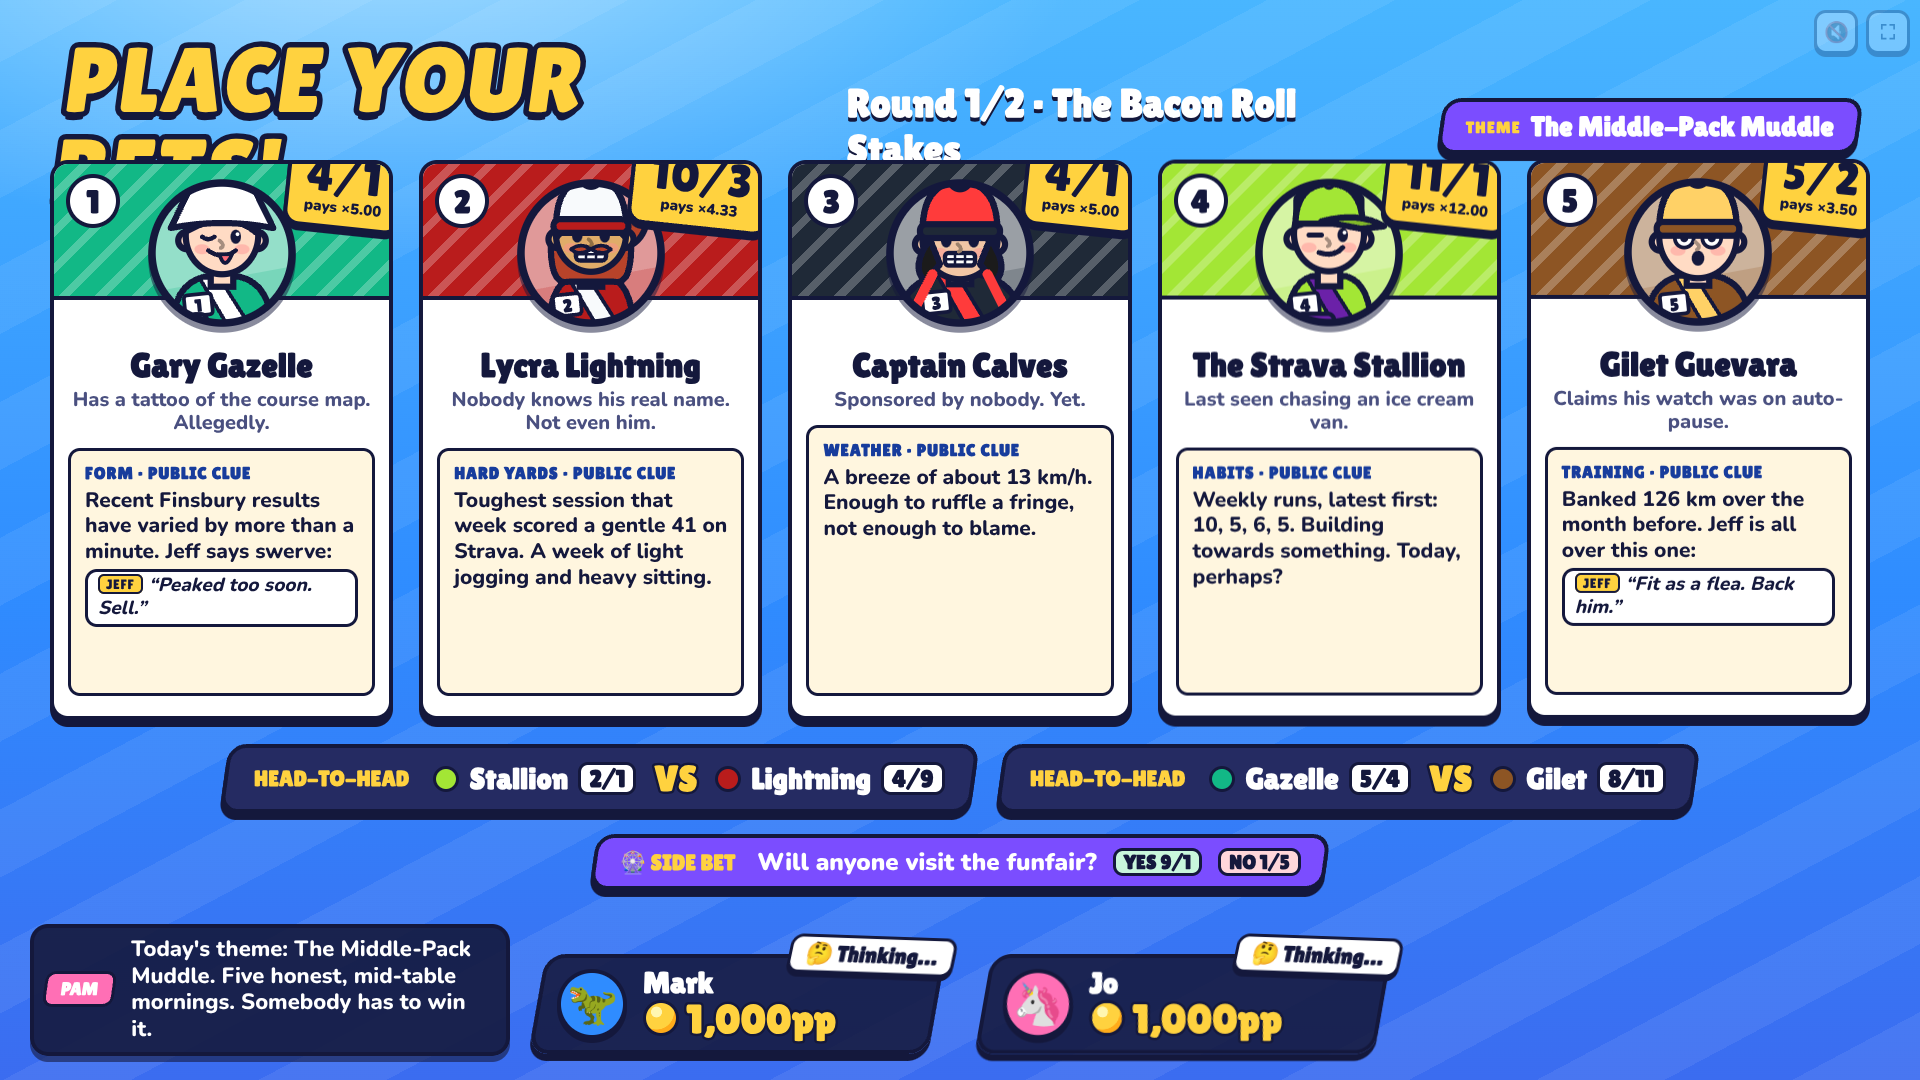 PLACE YOUR
BETS!
Round 1/2 · The Bacon Roll
Stakes
THEME The Middle-Pack Muddle
1
4/1
pays ×5.00
1
Gary Gazelle
Has a tattoo of the course map.
Allegedly.
FORM · PUBLIC CLUE
Recent Finsbury results
have varied by more than a
minute. Jeff says swerve:
JEFF “Peaked too soon.
Sell.”
2
10/3
pays ×4.33
2
Lycra Lightning
Nobody knows his real name.
Not even him.
HARD YARDS · PUBLIC CLUE
Toughest session that
week scored a gentle 41 on
Strava. A week of light
jogging and heavy sitting.
3
4/1
pays ×5.00
3
Captain Calves
Sponsored by nobody. Yet.
WEATHER · PUBLIC CLUE
A breeze of about 13 km/h.
Enough to ruffle a fringe,
not enough to blame.
4
11/1
pays ×12.00
4
The Strava Stallion
Last seen chasing an ice cream
van.
HABITS · PUBLIC CLUE
Weekly runs, latest first:
10, 5, 6, 5. Building
towards something. Today,
perhaps?
5
5/2
pays ×3.50
5
Gilet Guevara
Claims his watch was on auto-
pause.
TRAINING · PUBLIC CLUE
Banked 126 km over the
month before. Jeff is all
over this one:
JEFF “Fit as a flea. Back
him.”
HEAD-TO-HEAD Stallion 2/1 VS Lightning 4/9
HEAD-TO-HEAD Gazelle 5/4 VS Gilet 8/11
SIDE BET Will anyone visit the funfair? YES 9/1 NO 1/5
PAM
Today's theme: The Middle-Pack
Muddle. Five honest, mid-table
mornings. Somebody has to win
it.
Thinking...
Mark
1,000pp
Thinking...
Jo
1,000pp